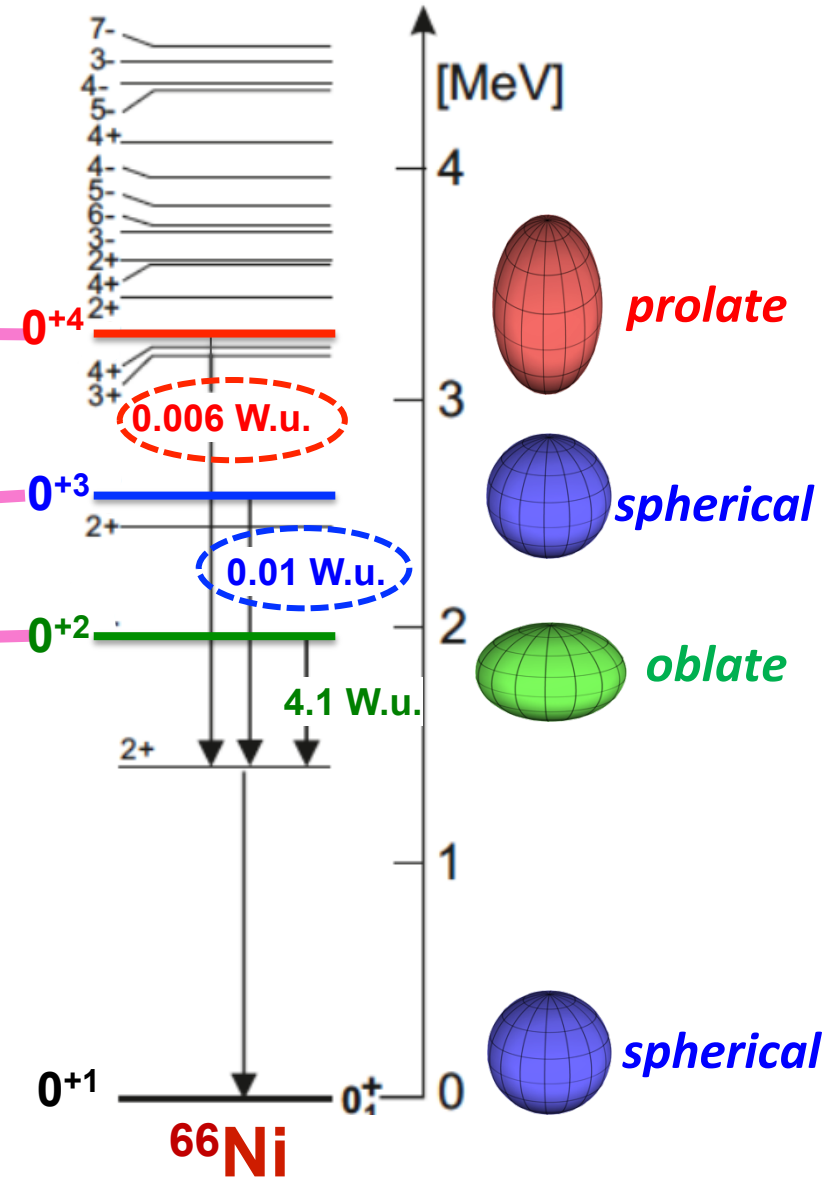 7-
3-
4-
5-
4+
4-
5-
6-
3-
2+
4+
2+
0+4
4+
3+
0.006 W.u.
0+3
2+
0.01 W.u.
0+2
4.1 W.u.
2+
0+1
0+1
66Ni
[MeV]
4
3
2
1
0
prolate
spherical
oblate
spherical